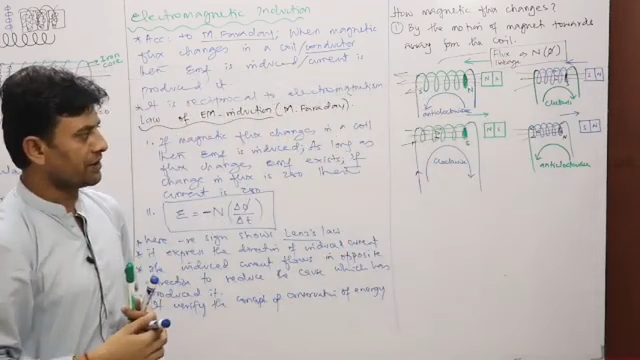 Electromagnetic Induction
* Acc: to M. Faraday; When magnetic
flux changes in a coil/conductor
then Emf is induced/current is
produced it
* It is reciprocal to electromagnetism
Law of EM-induction (M. Faraday).
1. If magnetic flux changes in a coil
then Emf is induced; As long as
flux changes, Emf exists; if
change in flux is zero then
current is zero
11. E = -N(Δφ/Δt)
* here -ve sign shows Lenz's law
* it express the direction of induced current
* the induced current flows in opposite
direction to reduce the cause which has
produced it.
* It verify the concept of conservation of energy
Iron
core
How magnetic flux changes?
① By the motion of magnet towards
away from the coil.
Flux linkage ⇒ N(φ)
N
N S
S N
anticlockwise
clockwise
N S
S N
clockwise
anticlockwise